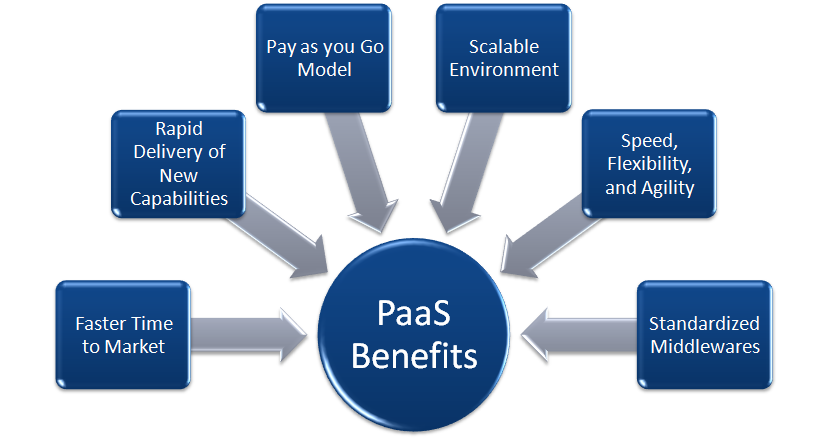 Pay as you Go
Model
Scalable
Environment
Rapid
Delivery of
New
Capabilities
Speed,
Flexibility,
and Agility
Faster Time
to Market
PaaS
Benefits
Standardized
Middlewares